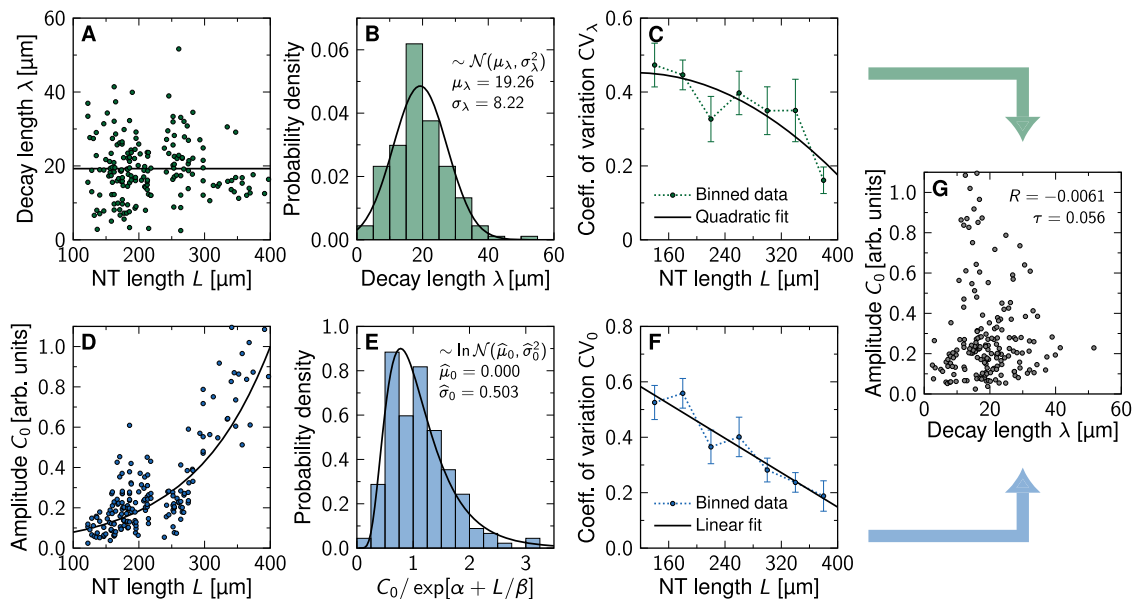 A
Decay length λ [µm]
60
40
20
0
100
200
300
400
NT length L [µm]
B
Probability density
0.06
0.04
0.02
0.00
0
20
40
60
Decay length λ [µm]
∼ N(μλ, σλ²)
μλ = 19.26
σλ = 8.22
C
Coeff. of variation CVλ
0.6
0.4
0.2
0.0
160
240
320
400
NT length L [µm]
Binned data
Quadratic fit
D
Amplitude C₀ [arb. units]
1.0
0.8
0.6
0.4
0.2
0.0
100
200
300
400
NT length L [µm]
E
Probability density
1.0
0.8
0.6
0.4
0.2
0.0
0
1
2
3
C₀/ exp[α + L/β]
∼ ln N(μ̂₀, σ̂₀²)
μ̂₀ = 0.000
σ̂₀ = 0.503
F
Coeff. of variation CV₀
0.8
0.6
0.4
0.2
0.0
160
240
320
400
NT length L [µm]
Binned data
Linear fit
G
Amplitude C₀ [arb. units]
1.0
0.8
0.6
0.4
0.2
0.0
0
20
40
60
Decay length λ [µm]
R = −0.0061
τ = 0.056